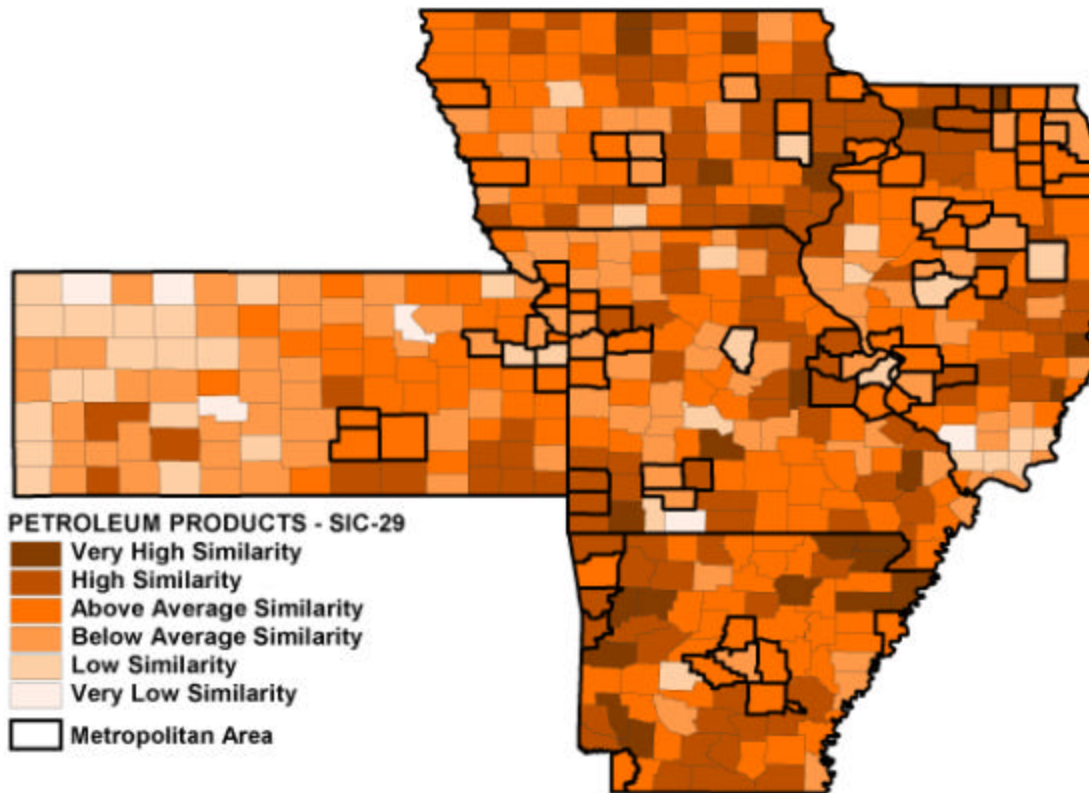 PETROLEUM PRODUCTS - SIC-29
Very High Similarity
High Similarity
Above Average Similarity
Below Average Similarity
Low Similarity
Very Low Similarity
Metropolitan Area